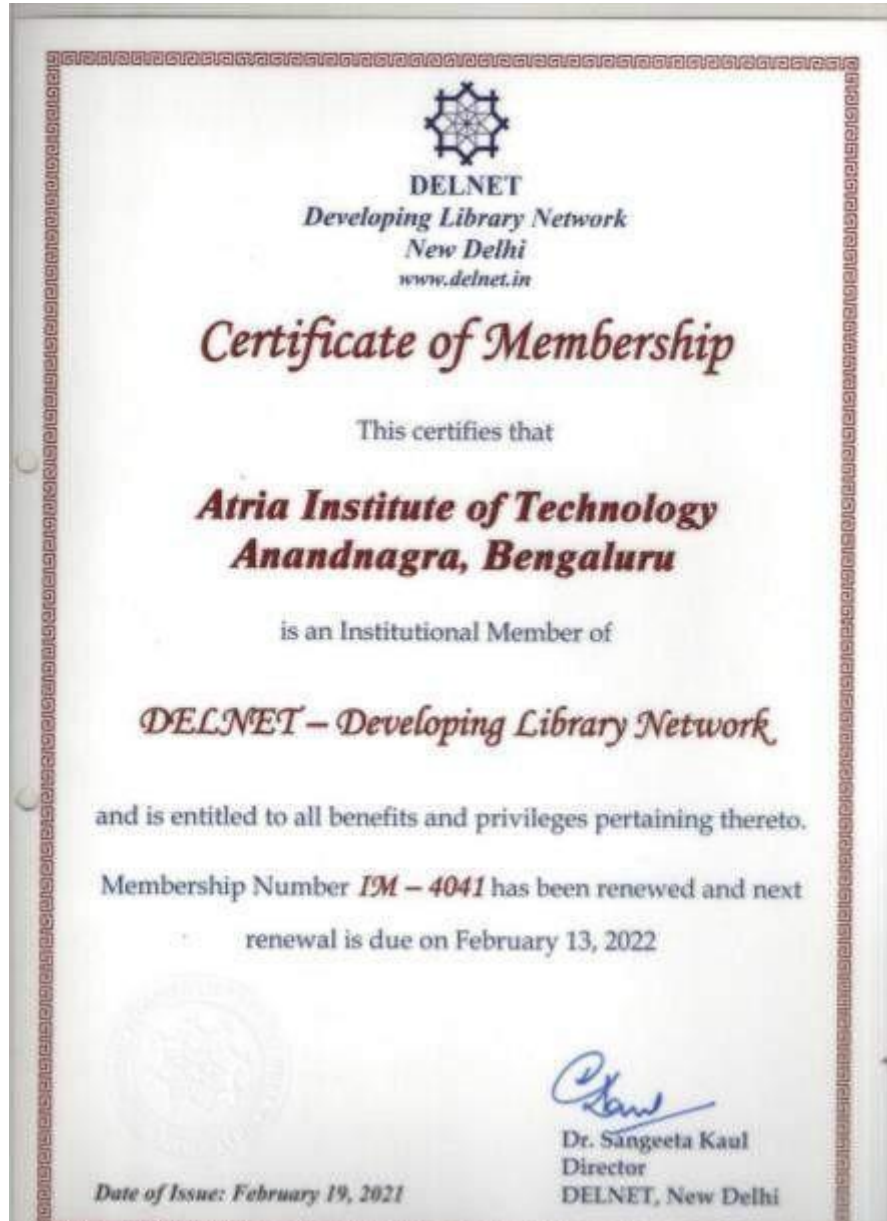 DELNET
Developing Library Network
New Delhi
www.delnet.in
Certificate of Membership
This certifies that
Atria Institute of Technology
Anandnagra, Bengaluru
is an Institutional Member of
DELNET – Developing Library Network
and is entitled to all benefits and privileges pertaining thereto.
Membership Number IM – 4041 has been renewed and next
renewal is due on February 13, 2022
Dr. Sangeeta Kaul
Director
Date of Issue: February 19, 2021 DELNET, New Delhi